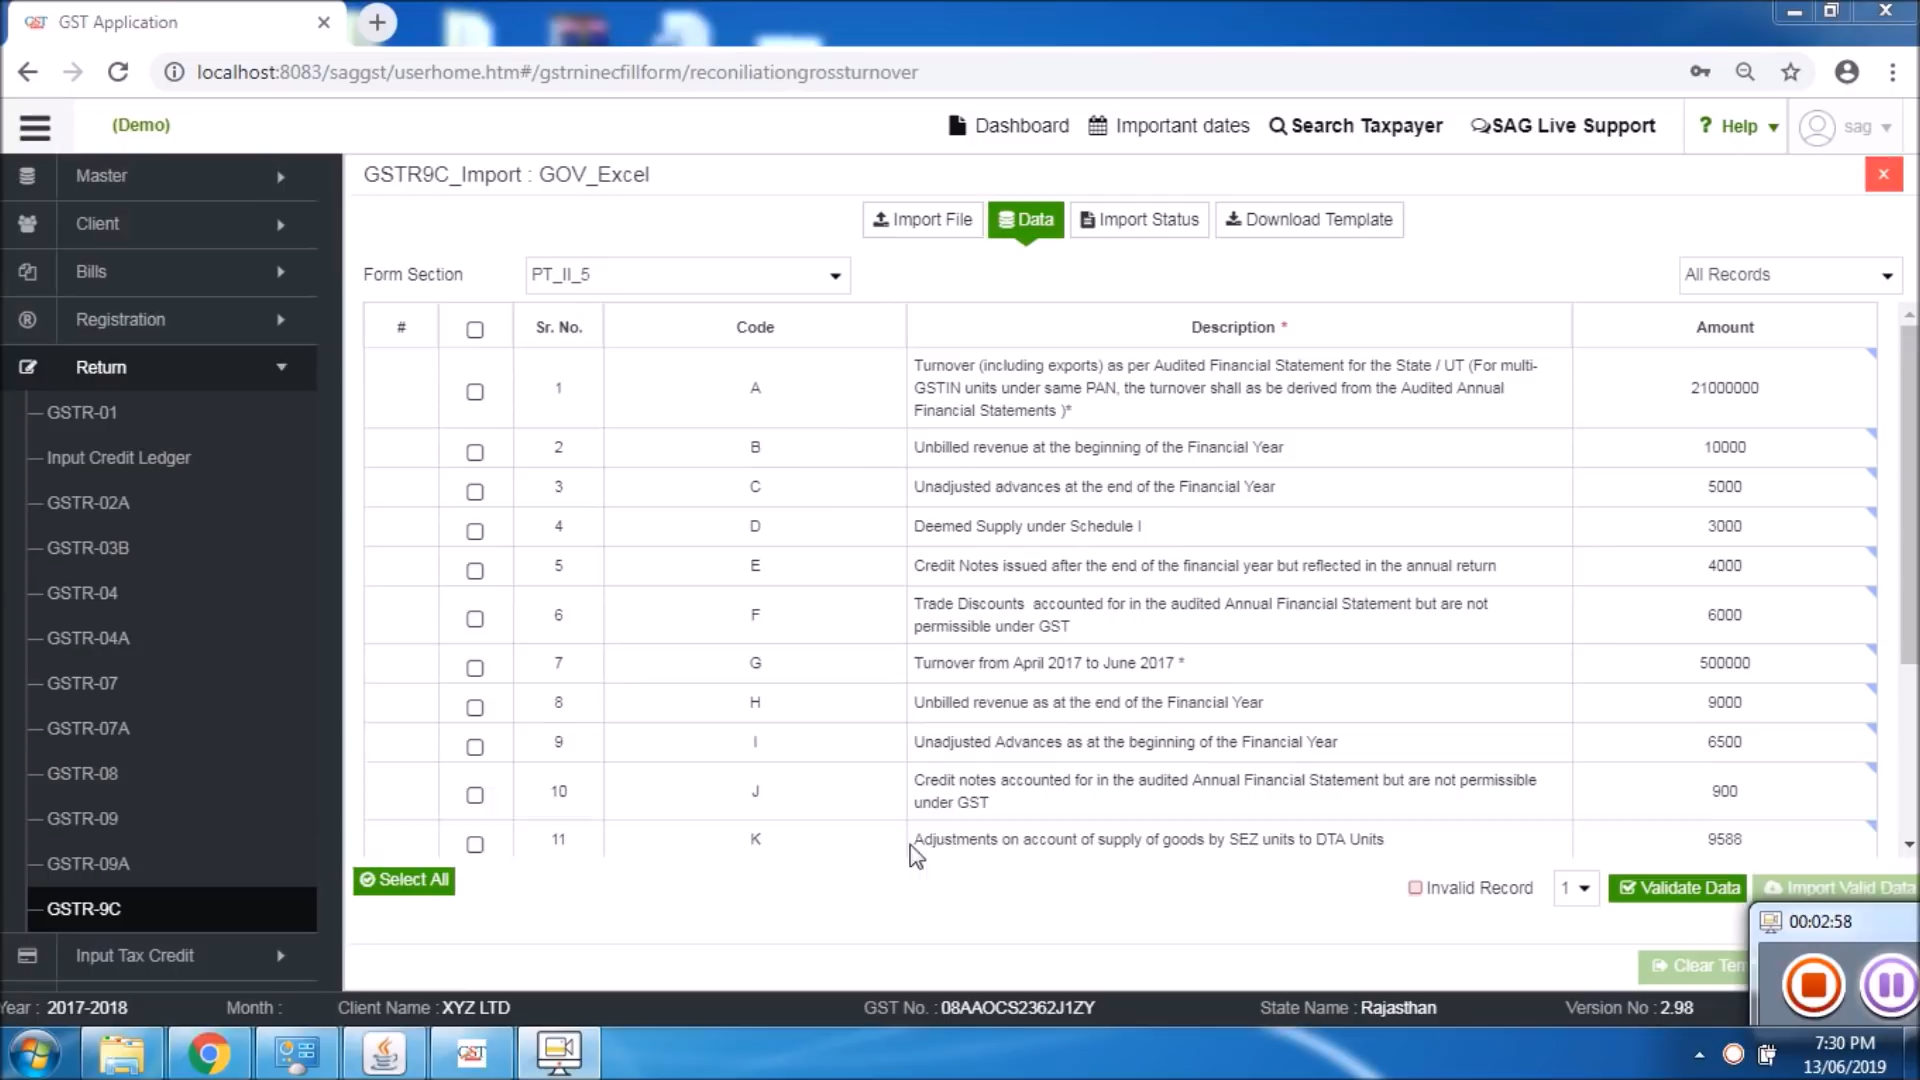 GST Application
localhost:8083/saggst/userhome.htm#/gstrninecfillform/reconiliationgrossturnover
(Demo)
Dashboard
Important dates
Search Taxpayer
SAG Live Support
? Help
sag
Master
Client
Bills
Registration
Return
GSTR-01
Input Credit Ledger
GSTR-02A
GSTR-03B
GSTR-04
GSTR-04A
GSTR-07
GSTR-07A
GSTR-08
GSTR-09
GSTR-09A
GSTR-9C
Input Tax Credit
GSTR9C_Import : GOV_Excel
x
Import File
Data
Import Status
Download Template
Form Section
PT_II_5
All Records
# Sr. No. Code Description * Amount
1 A Turnover (including exports) as per Audited Financial Statement for the State / UT (For multi-
GSTIN units under same PAN, the turnover shall as be derived from the Audited Annual
Financial Statements )* 21000000
2 B Unbilled revenue at the beginning of the Financial Year 10000
3 C Unadjusted advances at the end of the Financial Year 5000
4 D Deemed Supply under Schedule I 3000
5 E Credit Notes issued after the end of the financial year but reflected in the annual return 4000
6 F Trade Discounts accounted for in the audited Annual Financial Statement but are not
permissible under GST 6000
7 G Turnover from April 2017 to June 2017 * 500000
8 H Unbilled revenue as at the end of the Financial Year 9000
9 I Unadjusted Advances as at the beginning of the Financial Year 6500
10 J Credit notes accounted for in the audited Annual Financial Statement but are not permissible
under GST 900
11 K Adjustments on account of supply of goods by SEZ units to DTA Units 9588
Select All
Invalid Record
1
Validate Data
Import Valid Data
00:02:58
Clear Tem
Year : 2017-2018
Month :
Client Name : XYZ LTD
GST No. : 08AAOCS2362J1ZY
State Name : Rajasthan
Version No : 2.98
GST
7:30 PM
13/06/2019